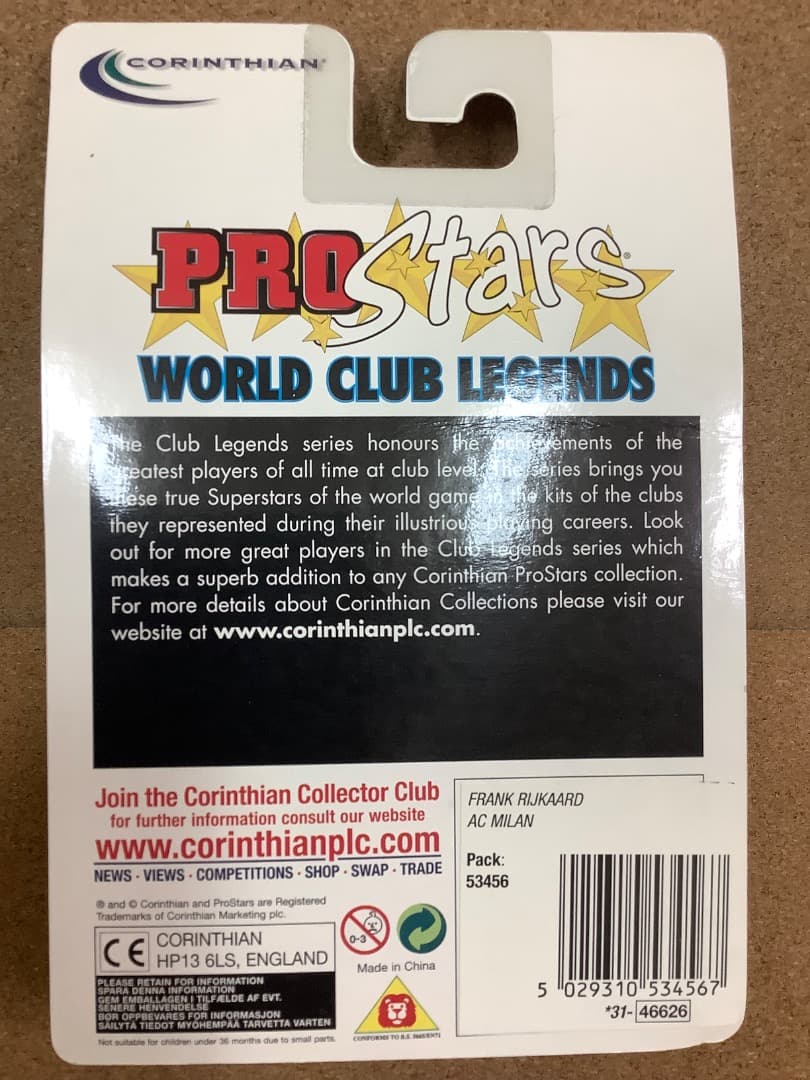 CORINTHIAN
PROStars®
WORLD CLUB LEGENDS
The Club Legends series honours the achievements of the
greatest players of all time at club level. The series brings you
these true Superstars of the world game in the kits of the clubs
they represented during their illustrious playing careers. Look
out for more great players in the Club Legends series which
makes a superb addition to any Corinthian ProStars collection.
For more details about Corinthian Collections please visit our
website at www.corinthianplc.com.
Join the Corinthian Collector Club
for further information consult our website
www.corinthianplc.com
NEWS · VIEWS · COMPETITIONS · SHOP · SWAP · TRADE
® and © Corinthian and ProStars are Registered
Trademarks of Corinthian Marketing plc.
CE
CORINTHIAN
HP13 6LS, ENGLAND
PLEASE RETAIN FOR INFORMATION
SPARA DENNA INFORMATION
GEM EMBALLAGEN I TILFÆLDE AF EVT.
SENERE HENVENDELSE
BØR OPPBEVARES FOR INFORMASJON
SÄILYTÄ TIEDOT MYÖHEMPÄÄ TARVETTA VARTEN
Not suitable for children under 36 months due to small parts.
0-3
Made in China
CONFORMS TO B.S.
FRANK RIJKAARD
AC MILAN
Pack:
53456
5 029310 534567
*31- 46626